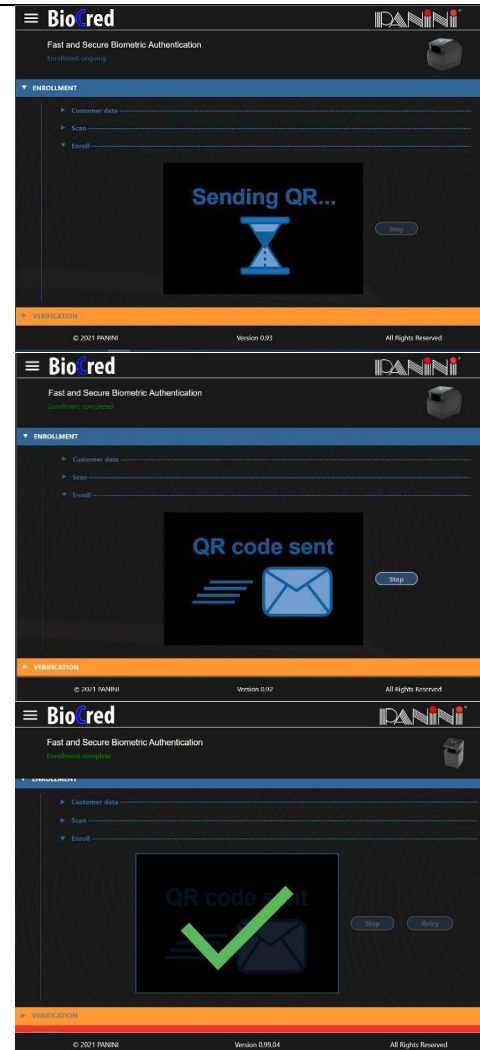 BioCred PANINI
Fast and Secure Biometric Authentication
Enrollment ongoing
ENROLLMENT
Customer data
Scan
Enroll
Sending QR...
Stop
VERIFICATION
© 2021 PANINI Version 0.93 All Rights Reserved
BioCred PANINI
Fast and Secure Biometric Authentication
Enrollment completed
ENROLLMENT
Customer data
Scan
Enroll
QR code sent
Stop
VERIFICATION
© 2021 PANINI Version 0.92 All Rights Reserved
BioCred PANINI
Fast and Secure Biometric Authentication
Enrollment complete
ENROLLMENT
Customer data
Scan
Enroll
QR code sent
Stop Retry
VERIFICATION
© 2021 PANINI Version 0.99.04 All Rights Reserved